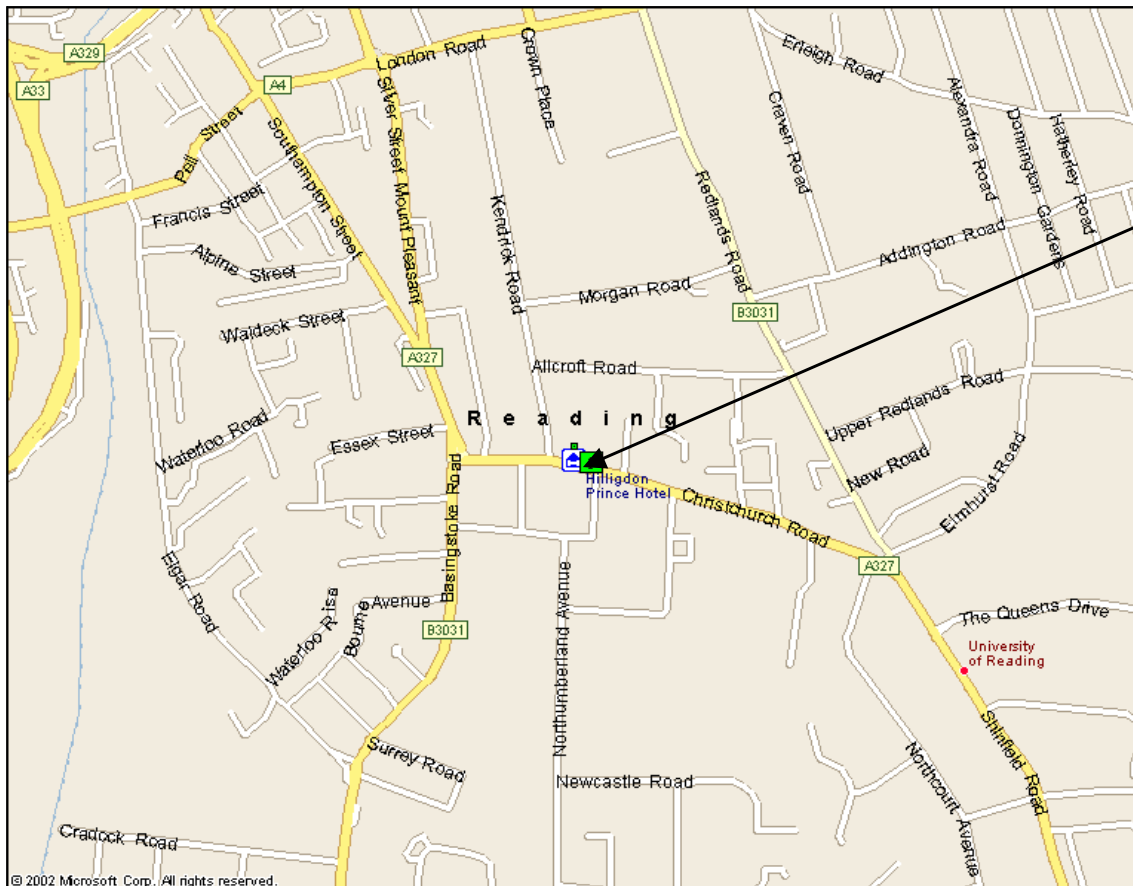 A329
A33
A4
London Road
Crown Place
Erleigh Road
Craven Road
Alexandra Road
Donnington Gardens
Hatherley Road
Pell Street
Silver Street Mount Pleasant
Southampton Street
Francis Street
Alpine Street
Kendrick Road
Redlands Road
Addington Road
Morgan Road
B3031
Waldeck Street
A327
Allcroft Road
Upper Redlands Road
Reading
Waterloo Road
Essex Street
Hilligdon
Prince Hotel
New Road
Elmhurst Road
Christchurch Road
Basingstoke Road
A327
Elgar Road
Waterloo Rise
Bourne Avenue
B3031
Northumberland Avenue
The Queens Drive
University
of Reading
Shinfield Road
Surrey Road
Newcastle Road
Northcourt Avenue
Cradock Road
© 2002 Microsoft Corp. All rights reserved.